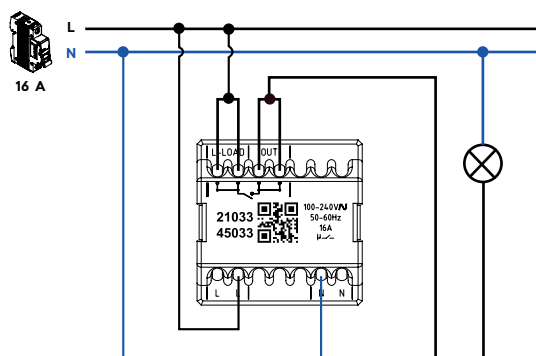 L
N
16 A
L-LOAD OUT
21033
45033
100-240V~
50-60Hz
16A
μ
L L N N